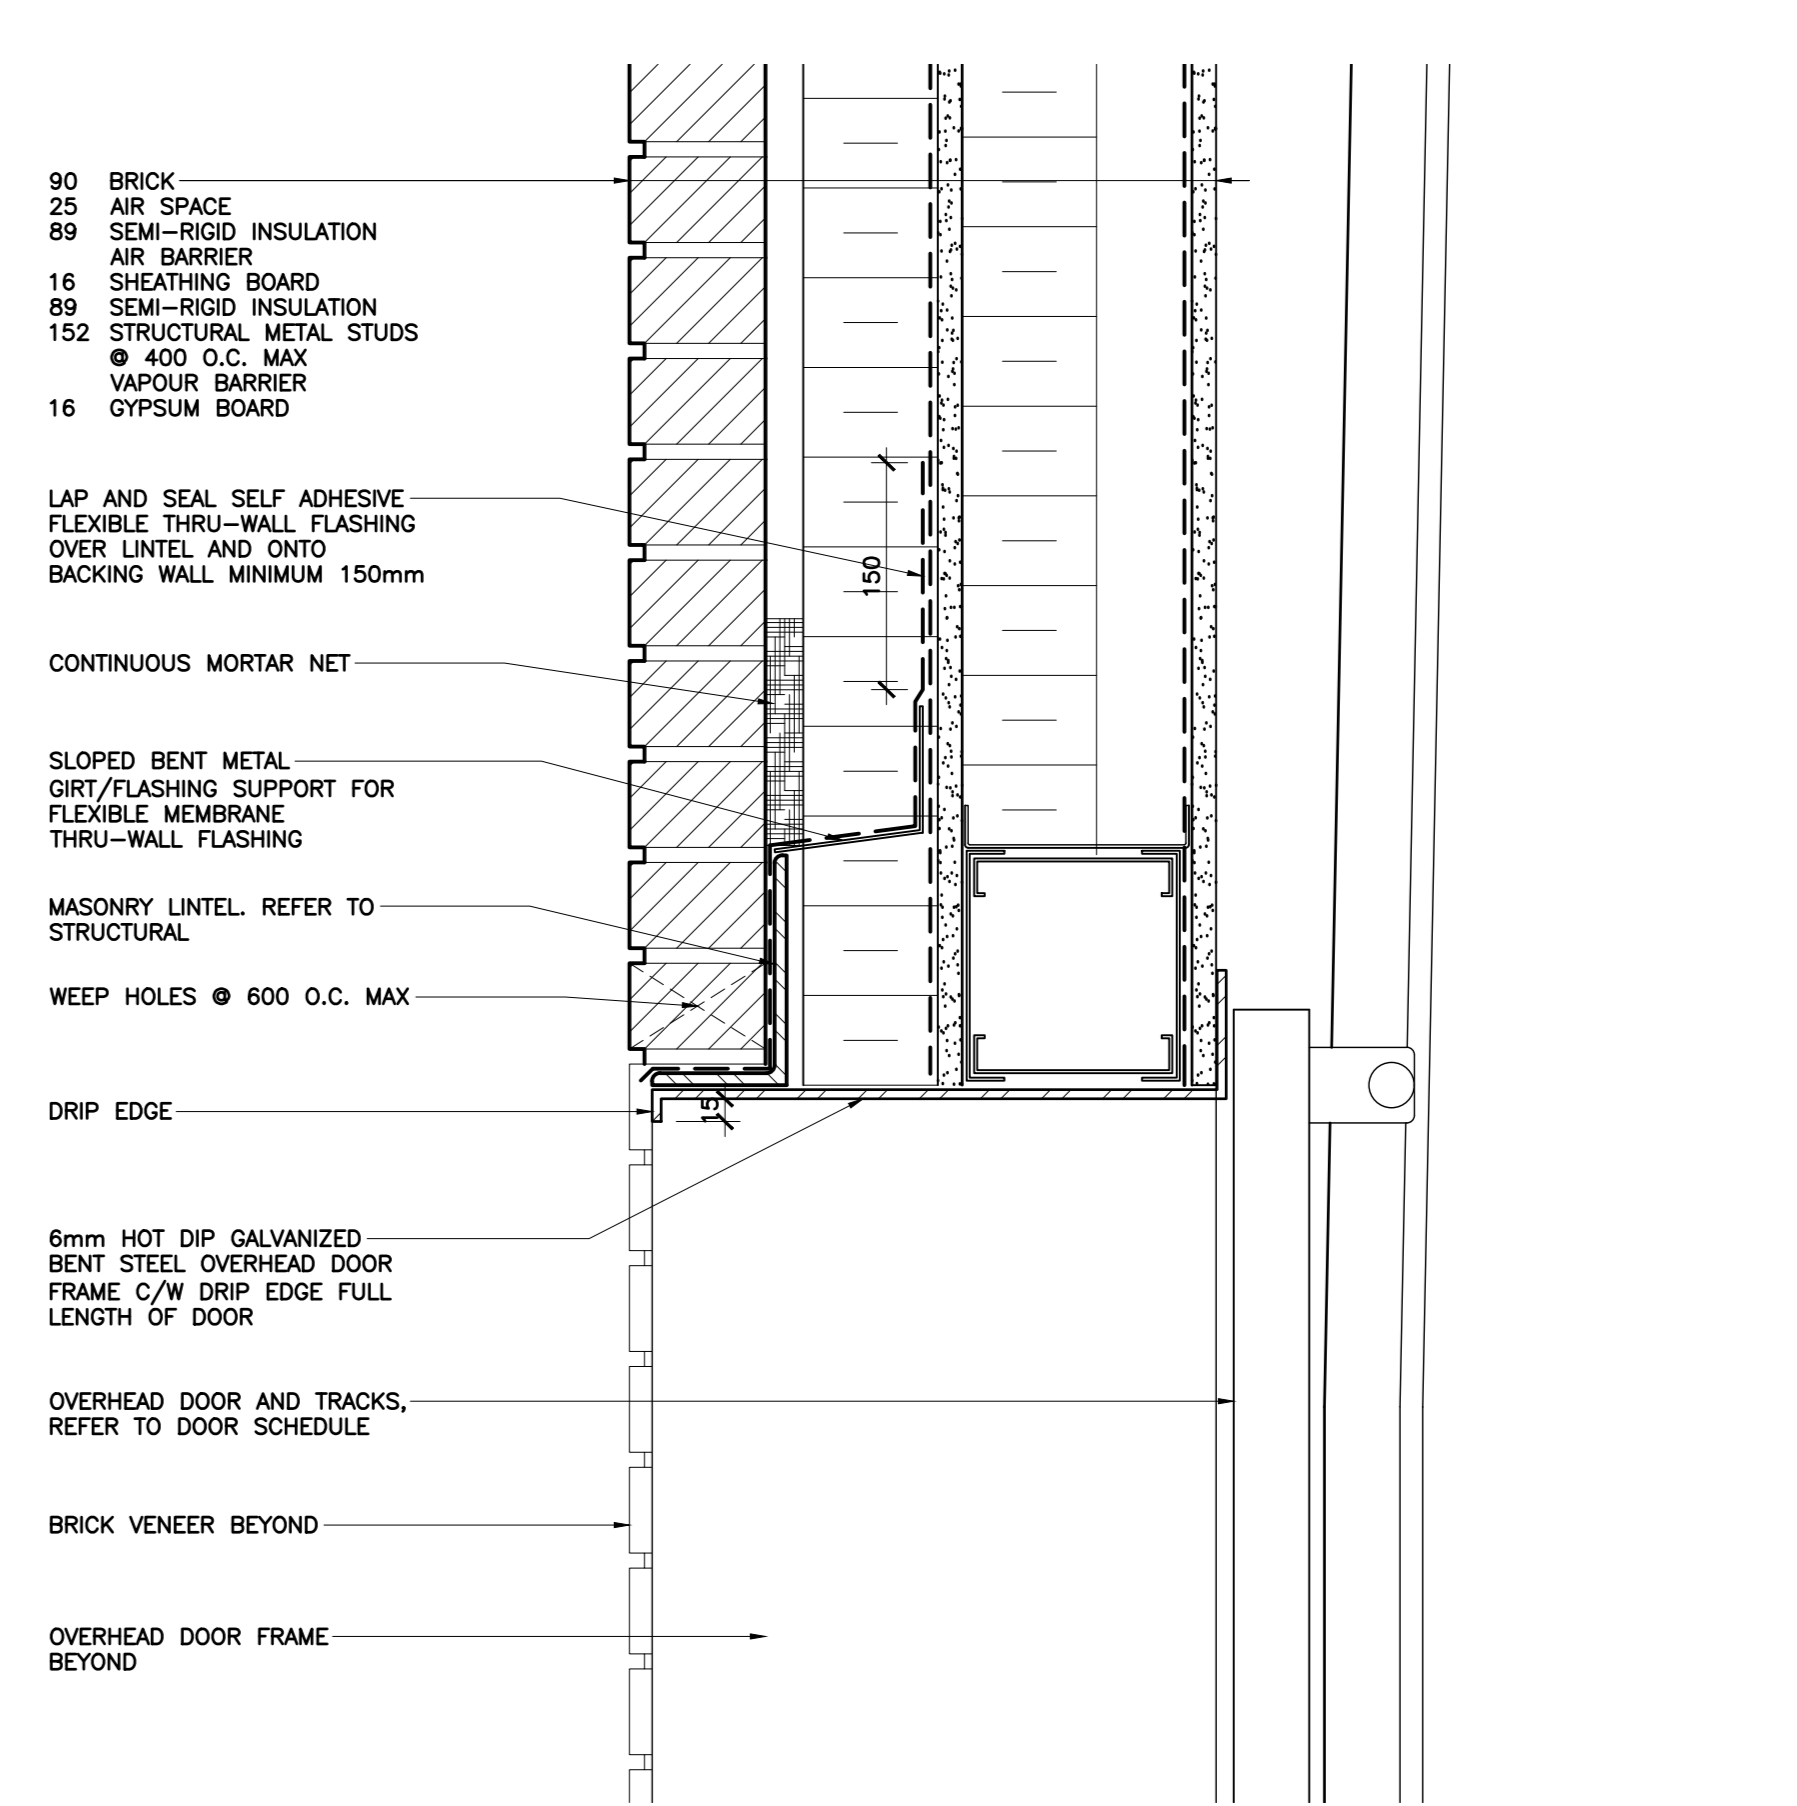 90 BRICK
25 AIR SPACE
89 SEMI-RIGID INSULATION
AIR BARRIER
16 SHEATHING BOARD
89 SEMI-RIGID INSULATION
152 STRUCTURAL METAL STUDS
@ 400 O.C. MAX
VAPOUR BARRIER
16 GYPSUM BOARD
LAP AND SEAL SELF ADHESIVE
FLEXIBLE THRU-WALL FLASHING
OVER LINTEL AND ONTO
BACKING WALL MINIMUM 150mm
150
CONTINUOUS MORTAR NET
SLOPED BENT METAL
GIRT/FLASHING SUPPORT FOR
FLEXIBLE MEMBRANE
THRU-WALL FLASHING
MASONRY LINTEL. REFER TO
STRUCTURAL
WEEP HOLES @ 600 O.C. MAX
DRIP EDGE
15
6mm HOT DIP GALVANIZED
BENT STEEL OVERHEAD DOOR
FRAME C/W DRIP EDGE FULL
LENGTH OF DOOR
OVERHEAD DOOR AND TRACKS,
REFER TO DOOR SCHEDULE
BRICK VENEER BEYOND
OVERHEAD DOOR FRAME
BEYOND